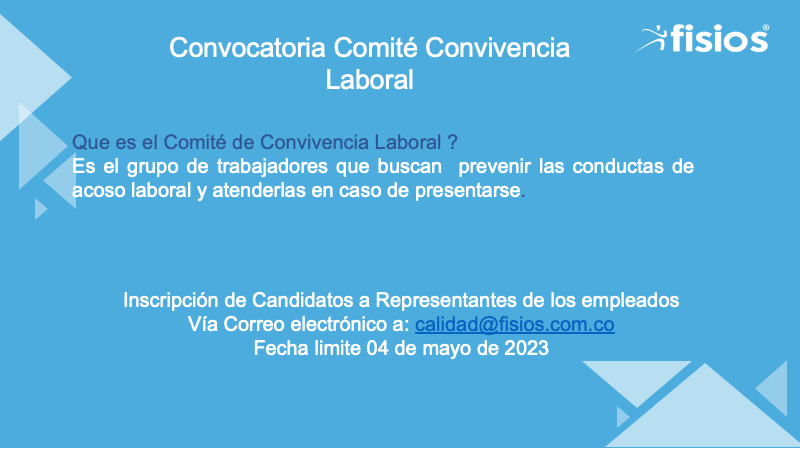 Convocatoria Comité Convivencia
Laboral
fisios®
Que es el Comité de Convivencia Laboral ?
Es el grupo de trabajadores que buscan prevenir las conductas de
acoso laboral y atenderlas en caso de presentarse.
Inscripción de Candidatos a Representantes de los empleados
Vía Correo electrónico a: calidad@fisios.com.co
Fecha limite 04 de mayo de 2023